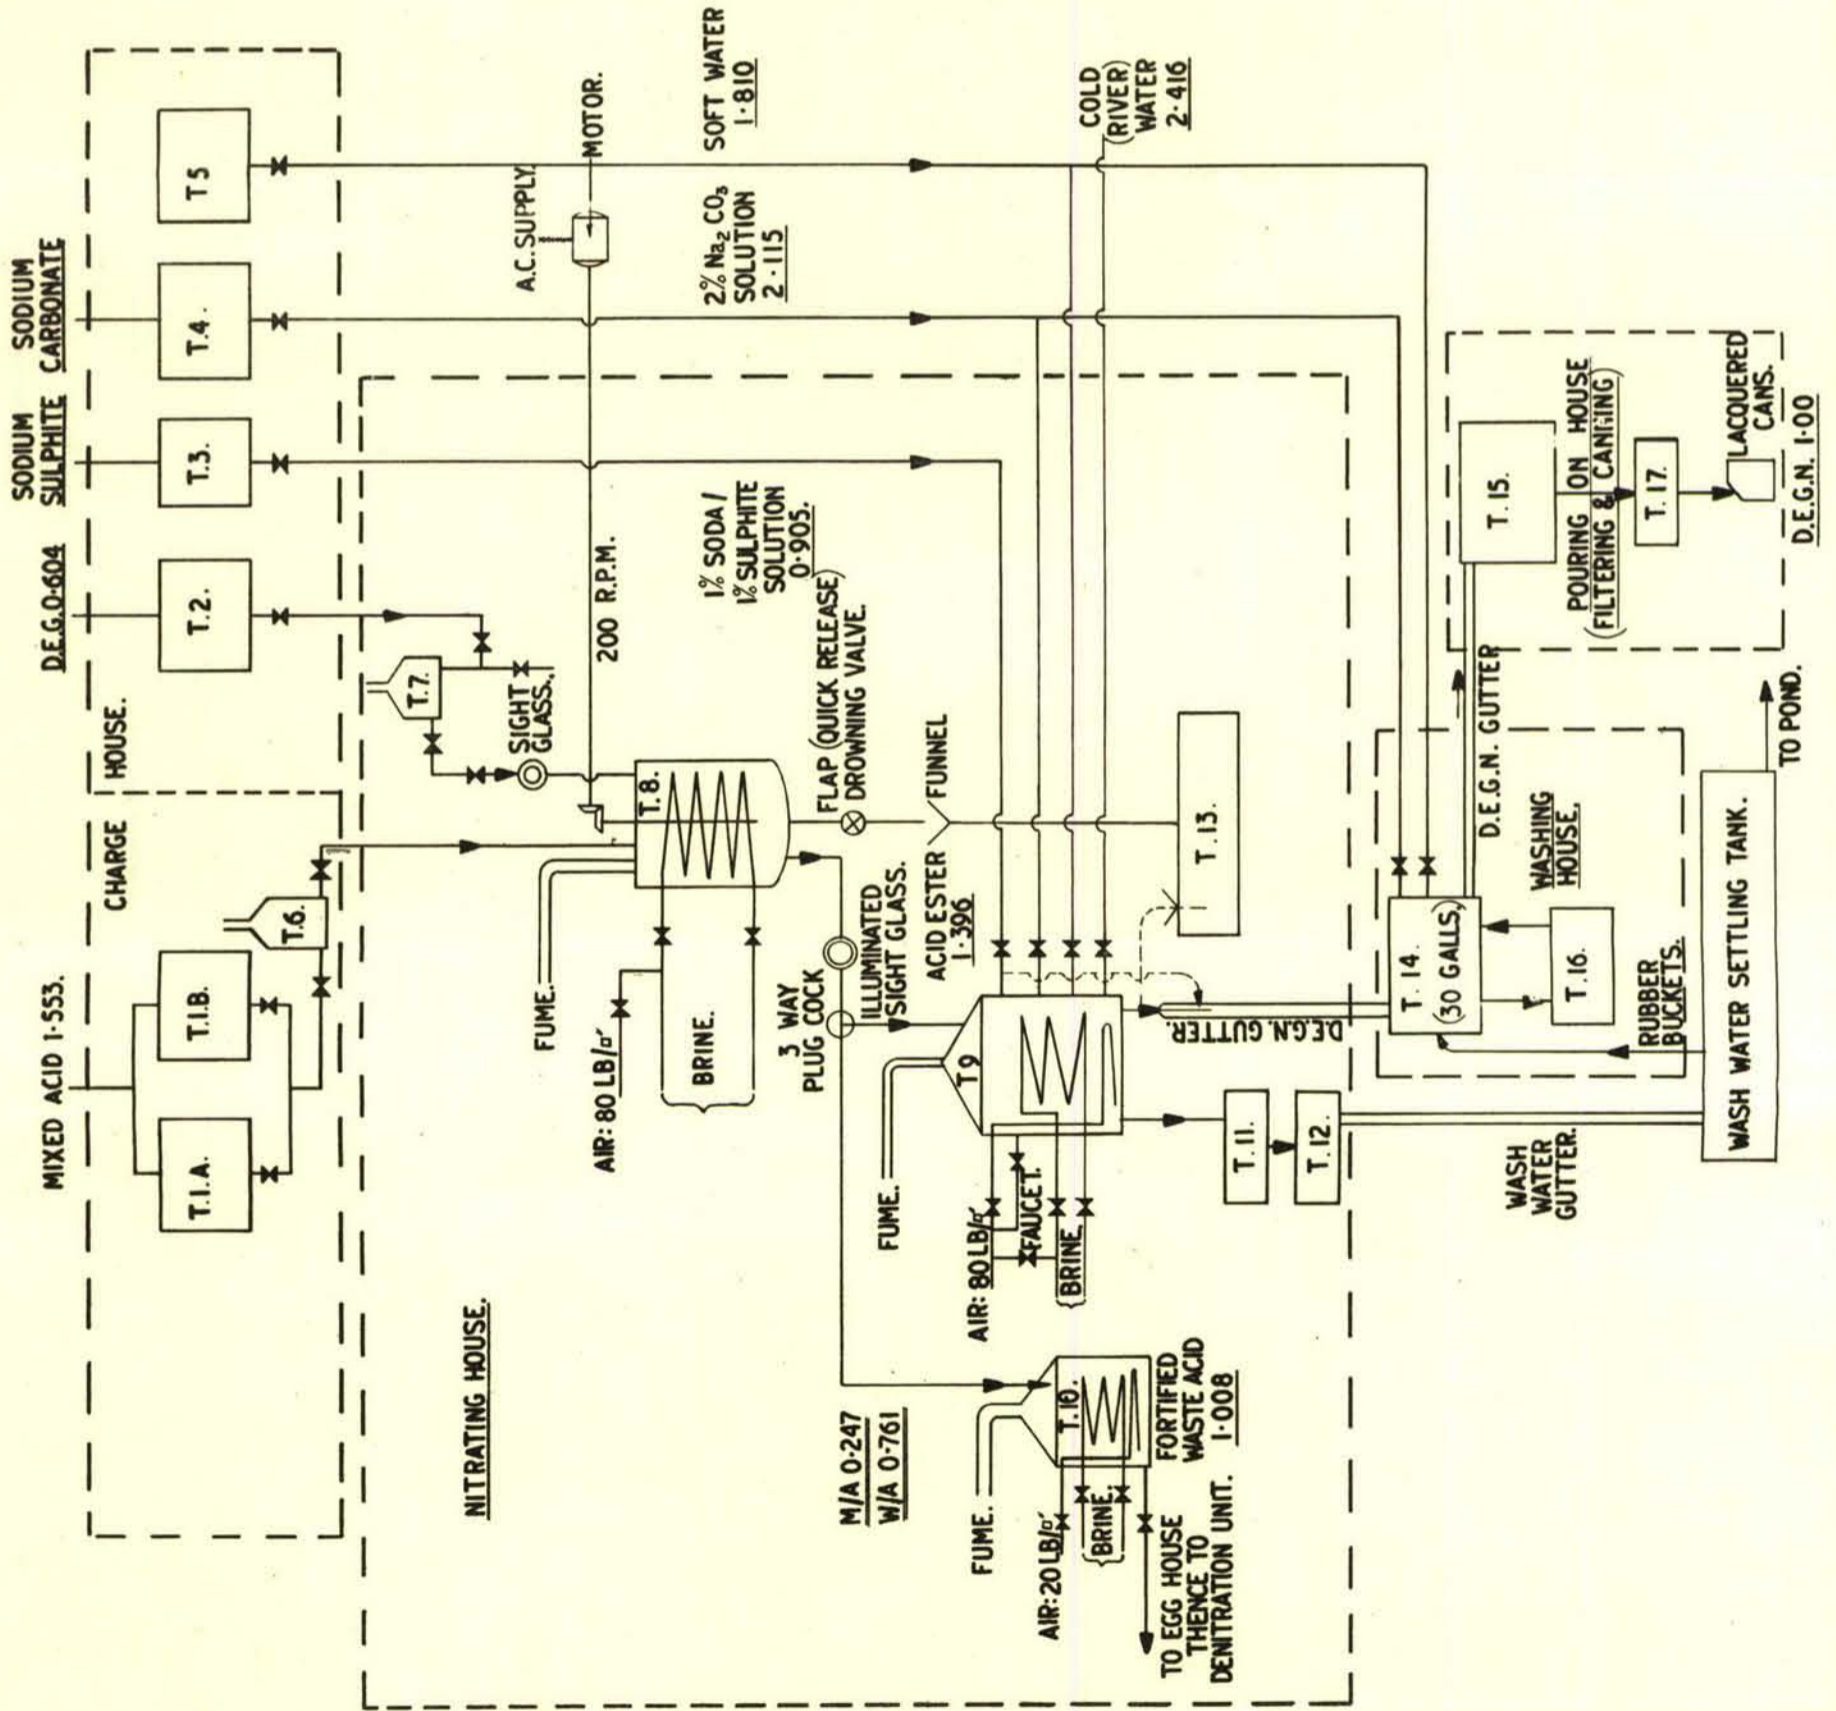 MIXED ACID 1·553.
D.E.G. 0·604
SODIUM
SULPHITE
SODIUM
CARBONATE
CHARGE HOUSE.
T.1.A.
T.1.B.
T.6.
T.2.
T.3.
T.4.
T5
T.7.
SIGHT
GLASS.
A.C. SUPPLY.
MOTOR.
200 R.P.M.
1% SODA /
1% SULPHITE
SOLUTION
0·905.
2% Na₂ CO₃
SOLUTION
2·115
SOFT WATER
1·810
COLD
(RIVER)
WATER
2·416
NITRATING HOUSE.
FUME.
T.8.
AIR: 80 LB/□"
BRINE.
FLAP (QUICK RELEASE)
DROWNING VALVE.
FUNNEL
3 WAY
PLUG COCK
ILLUMINATED
SIGHT GLASS.
ACID ESTER
1·396
T.13.
M/A 0·247
W/A 0·761
FUME.
T9
AIR: 80 LB/□"
FAUCET.
BRINE.
FUME.
T.10.
AIR: 20 LB/□"
BRINE.
FORTIFIED
WASTE ACID
1·008
TO EGG HOUSE
THENCE TO
DENITRATION UNIT.
D.E.G.N. GUTTER.
T.11.
T.12.
WASH
WATER
GUTTER.
T.14.
(30 GALLS)
T.16.
WASHING
HOUSE.
RUBBER
BUCKETS.
D.E.G.N. GUTTER
T.15.
POURING ON HOUSE
(FILTERING & CANNING)
T.17.
LACQUERED
CANS.
D.E.G.N. 1·00
WASH WATER SETTLING TANK.
TO POND.